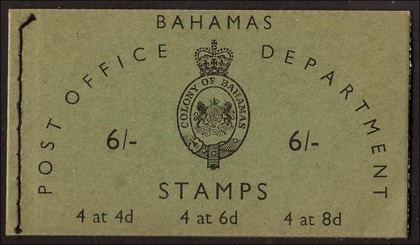 BAHAMAS
POST OFFICE DEPARTMENT
COLONY OF BAHAMAS
6/- 6/-
STAMPS
4 at 4d 4 at 6d 4 at 8d